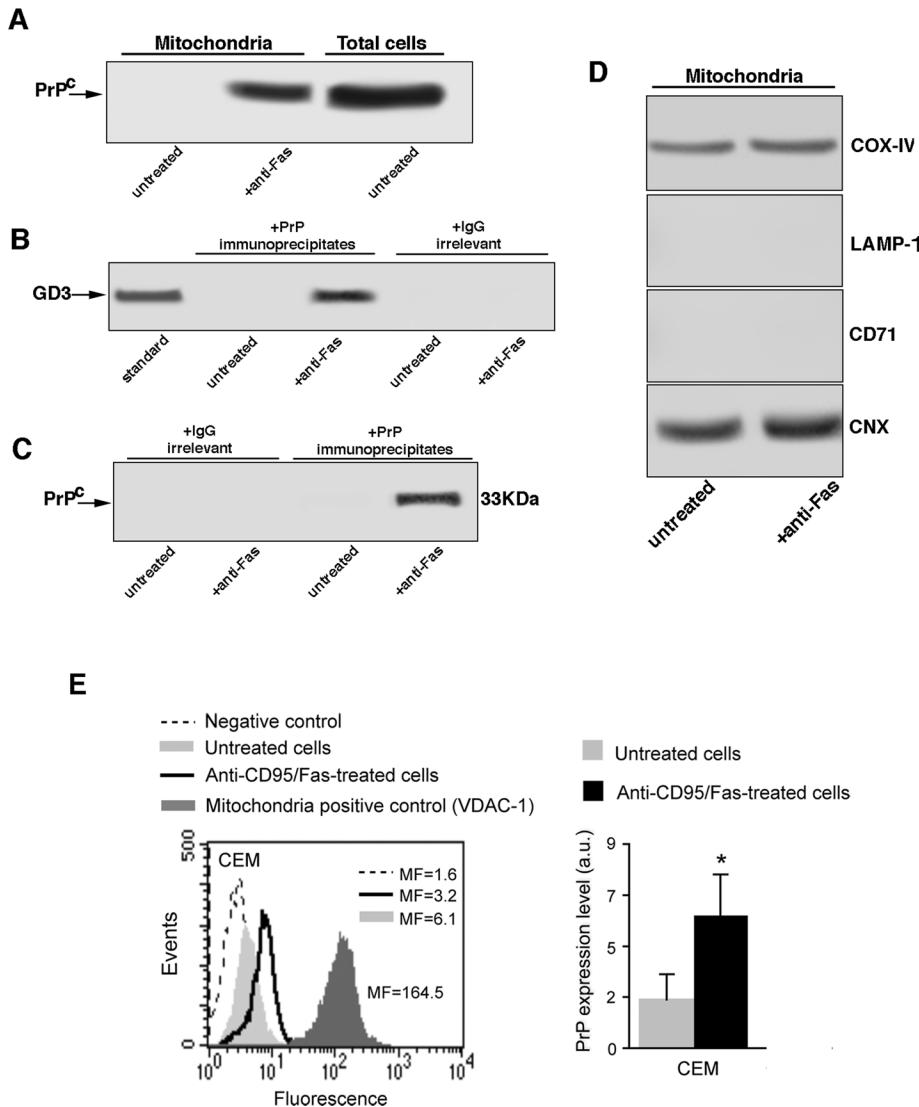 A
Mitochondria Total cells
PrPc
untreated +anti-Fas untreated
B
+PrP immunoprecipitates
+IgG irrelevant
GD3
standard untreated +anti-Fas untreated +anti-Fas
C
+IgG irrelevant
+PrP immunoprecipitates
PrPc
33KDa
untreated +anti-Fas untreated +anti-Fas
D
Mitochondria
COX-IV
LAMP-1
CD71
CNX
untreated +anti-Fas
E
Negative control
Untreated cells
Anti-CD95/Fas-treated cells
Mitochondria positive control (VDAC-1)
500
CEM
MF=1.6
MF=3.2
MF=6.1
MF=164.5
Events
0
10^0 10^1 10^2 10^3 10^4
Fluorescence
Untreated cells
Anti-CD95/Fas-treated cells
PrP expression level (a.u.)
9
7
5
2
0
*
CEM